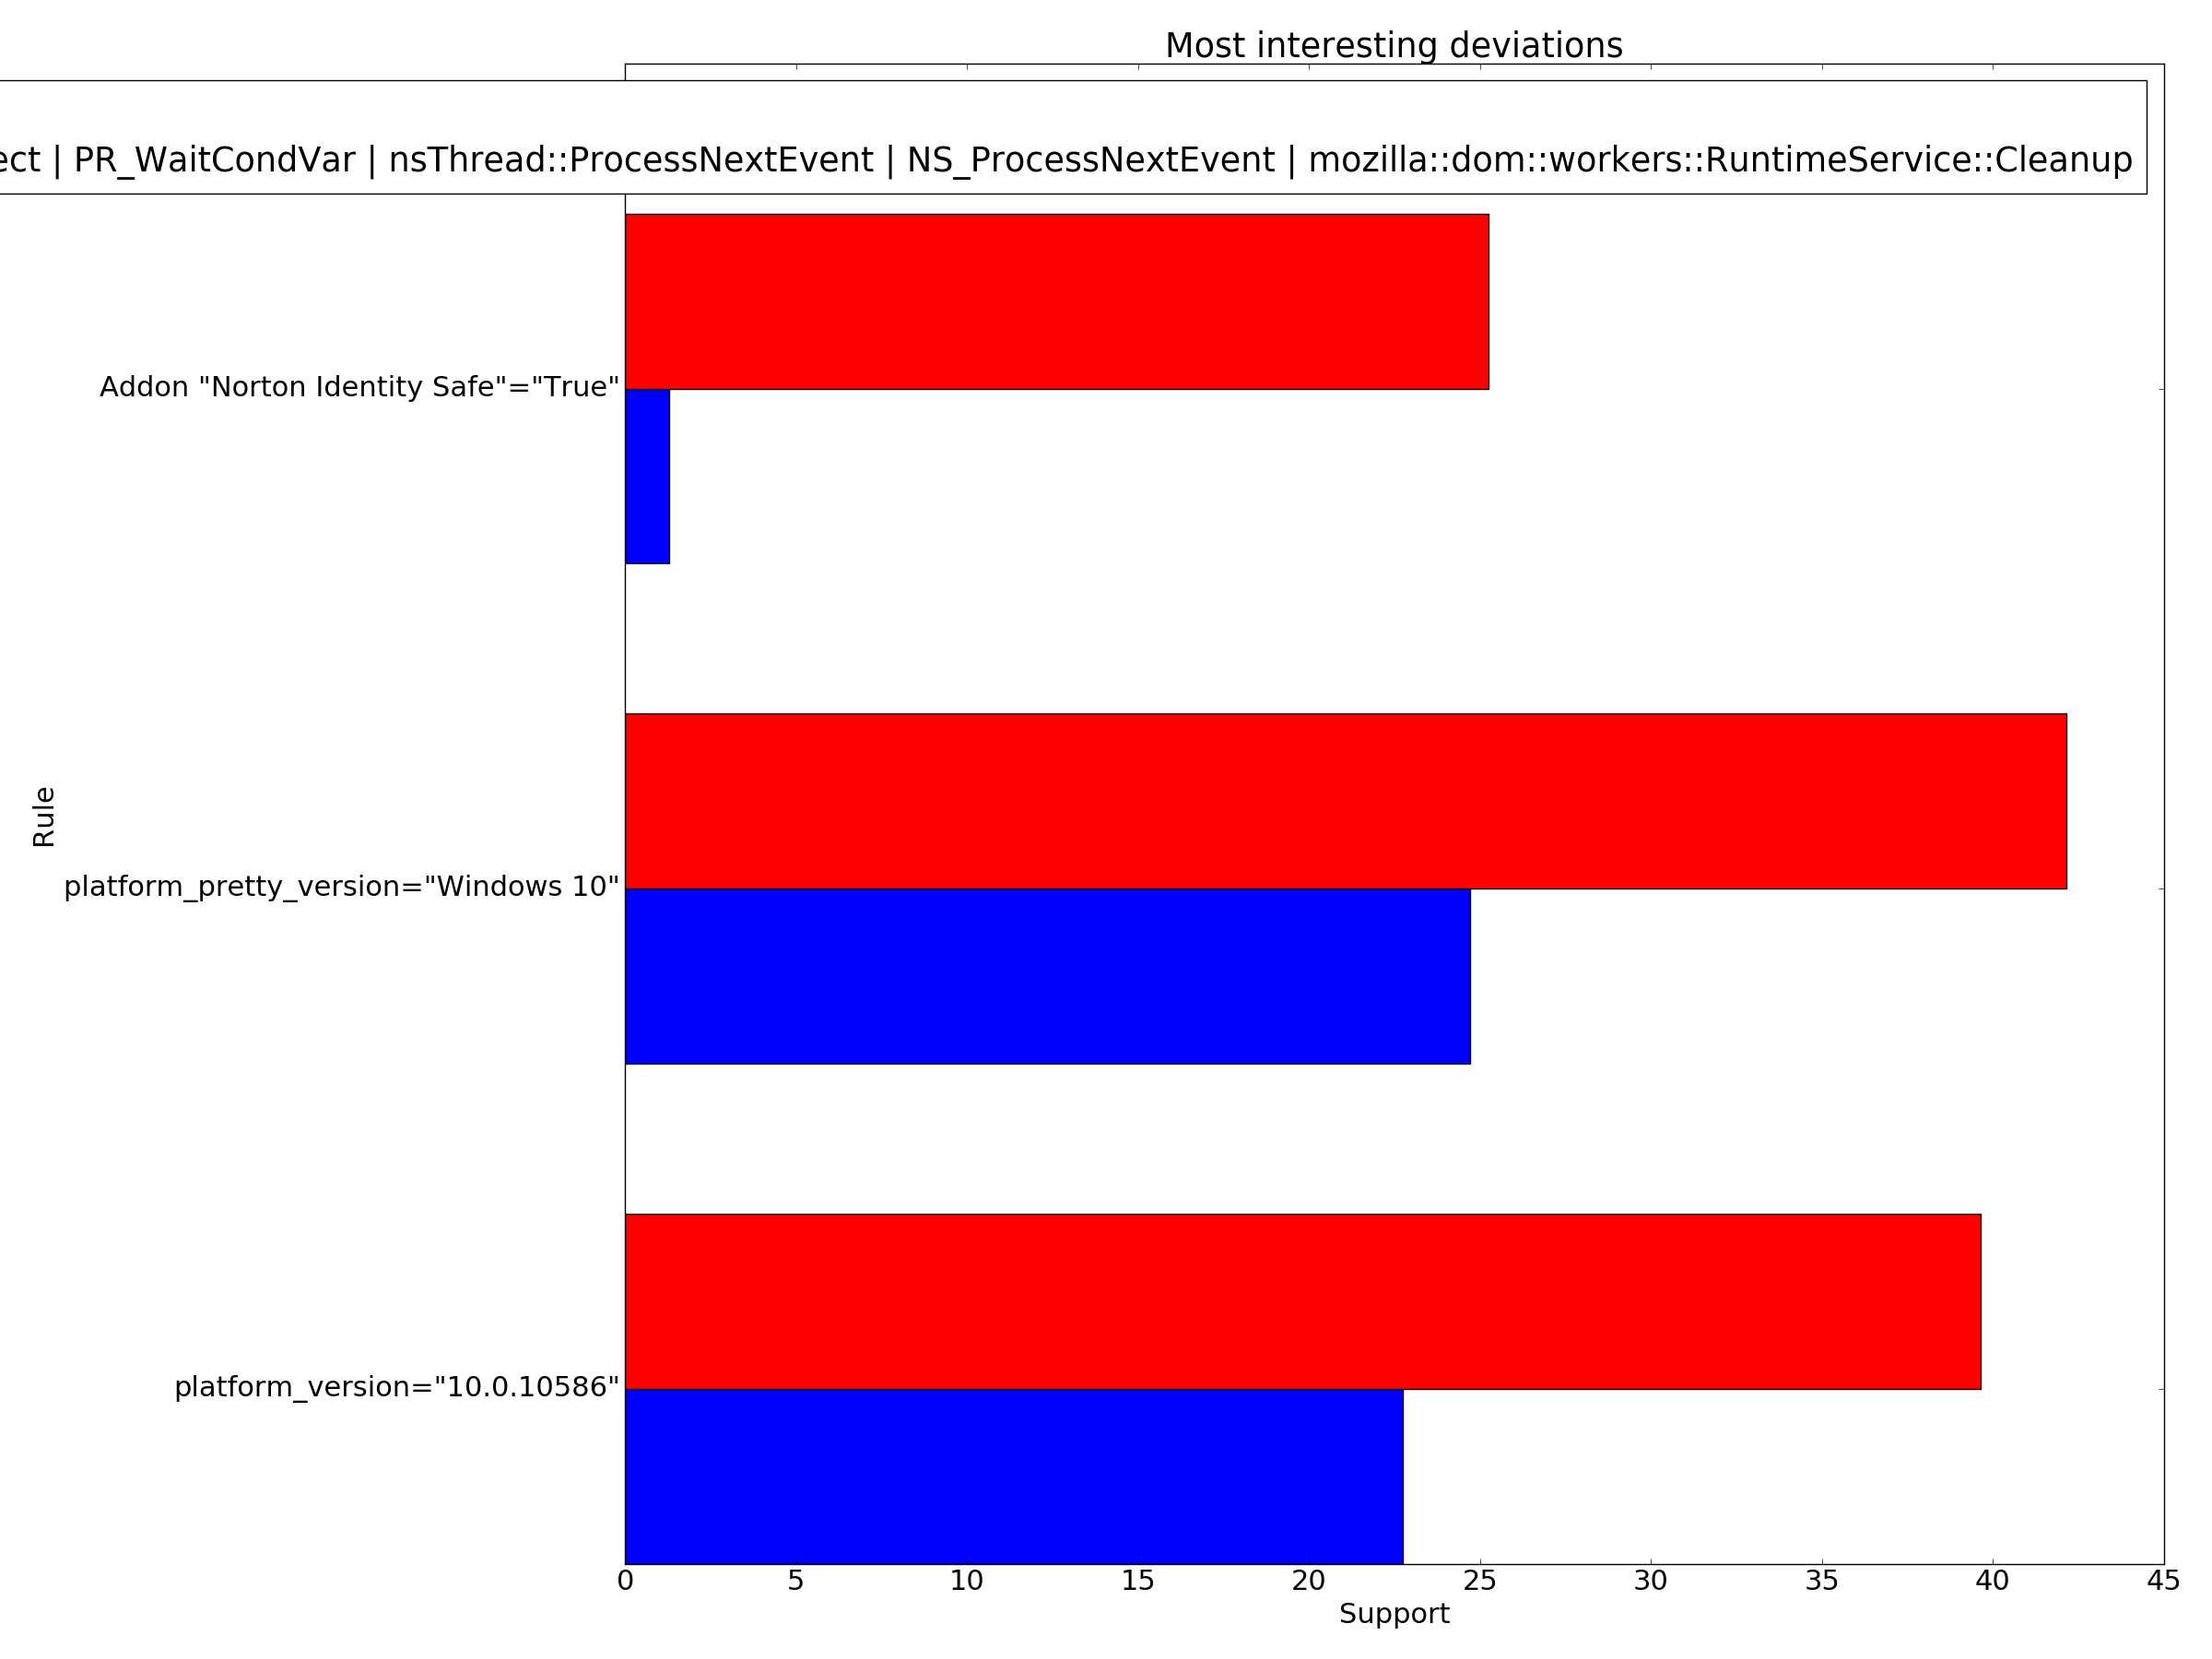 Most interesting deviations
| PR_WaitCondVar | nsThread::ProcessNextEvent | NS_ProcessNextEvent | mozilla::dom::workers::RuntimeService::Cleanup
Addon "Norton Identity Safe"="True"
Rule
platform_pretty_version="Windows 10"
platform_version="10.0.10586"
0 5 10 15 20 25 30 35 40 45
Support